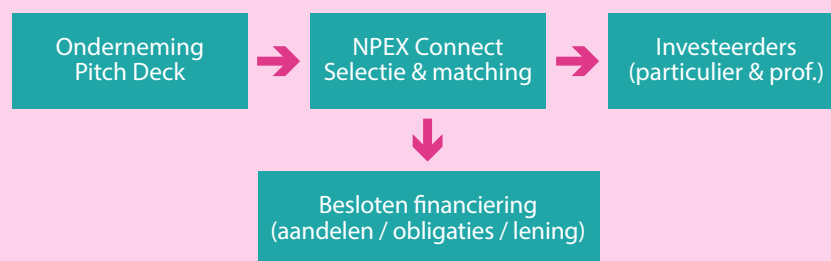 Onderneming
Pitch Deck
NPEX Connect
Selectie & matching
Investeerders
(particulier & prof.)
Besloten financiering
(aandelen / obligaties / lening)